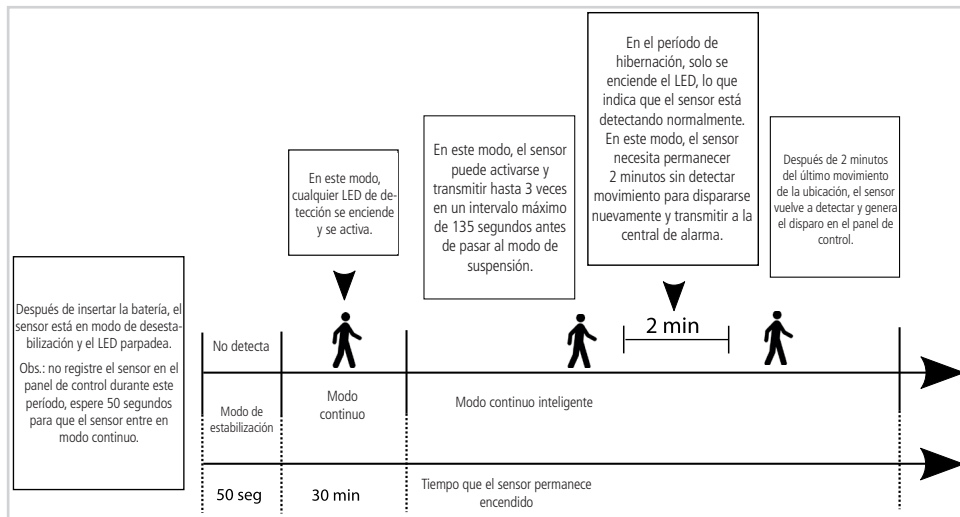 Después de insertar la batería, el
sensor está en modo de desesta-
bilización y el LED parpadea.
Obs.: no registre el sensor en el
panel de control durante este
período, espere 50 segundos
para que el sensor entre en
modo continuo.
En este modo,
cualquier LED de de-
tección se enciende
y se activa.
En este modo, el sensor
puede activarse y
transmitir hasta 3 veces
en un intervalo máximo
de 135 segundos antes
de pasar al modo de
suspensión.
En el período de
hibernación, solo se
enciende el LED, lo que
indica que el sensor está
detectando normalmente.
En este modo, el sensor
necesita permanecer
2 minutos sin detectar
movimiento para dispararse
nuevamente y transmitir a la
central de alarma.
Después de 2 minutos
del último movimiento
de la ubicación, el sensor
vuelve a detectar y genera
el disparo en el panel de
control.
No detecta
2 min
Modo de
estabilización
Modo
continuo
Modo continuo inteligente
50 seg
30 min
Tiempo que el sensor permanece
encendido